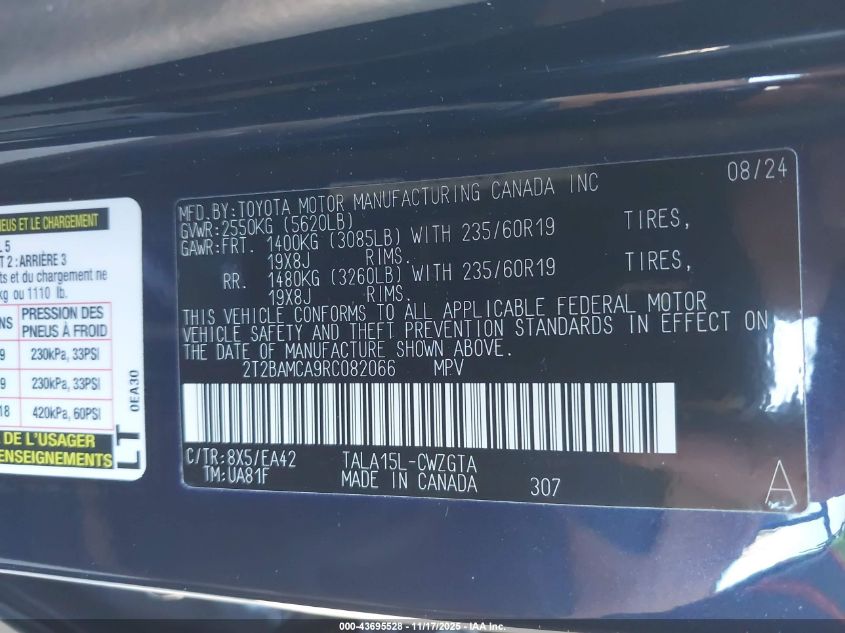 NEUS ET LE CHARGEMENT
L 5
T 2 : ARRIÈRE 3
ts et du chargement ne
kg ou 1110 lb.
NS PRESSION DES PNEUS À FROID
9 230kPa, 33PSI
9 230kPa, 33PSI
18 420kPa, 60PSI
DE L'USAGER
ENSEIGNEMENTS
LT
0EA30
08/24
MFD.BY:TOYOTA MOTOR MANUFACTURING CANADA INC
GVWR:2550KG (5620LB)
GAWR:FRT. 1400KG (3085LB) WITH 235/60R19 TIRES,
19X8J RIMS.
RR. 1480KG (3260LB) WITH 235/60R19 TIRES,
19X8J RIMS.
THIS VEHICLE CONFORMS TO ALL APPLICABLE FEDERAL MOTOR
VEHICLE SAFETY AND THEFT PREVENTION STANDARDS IN EFFECT ON
THE DATE OF MANUFACTURE SHOWN ABOVE.
2T2BAMCA9RC082066 MPV
C/TR:8X5/EA42 TALA15L-CWZGTA
TM:UA81F MADE IN CANADA 307
A
000-43695528 - 11/17/2025 - IAA Inc.